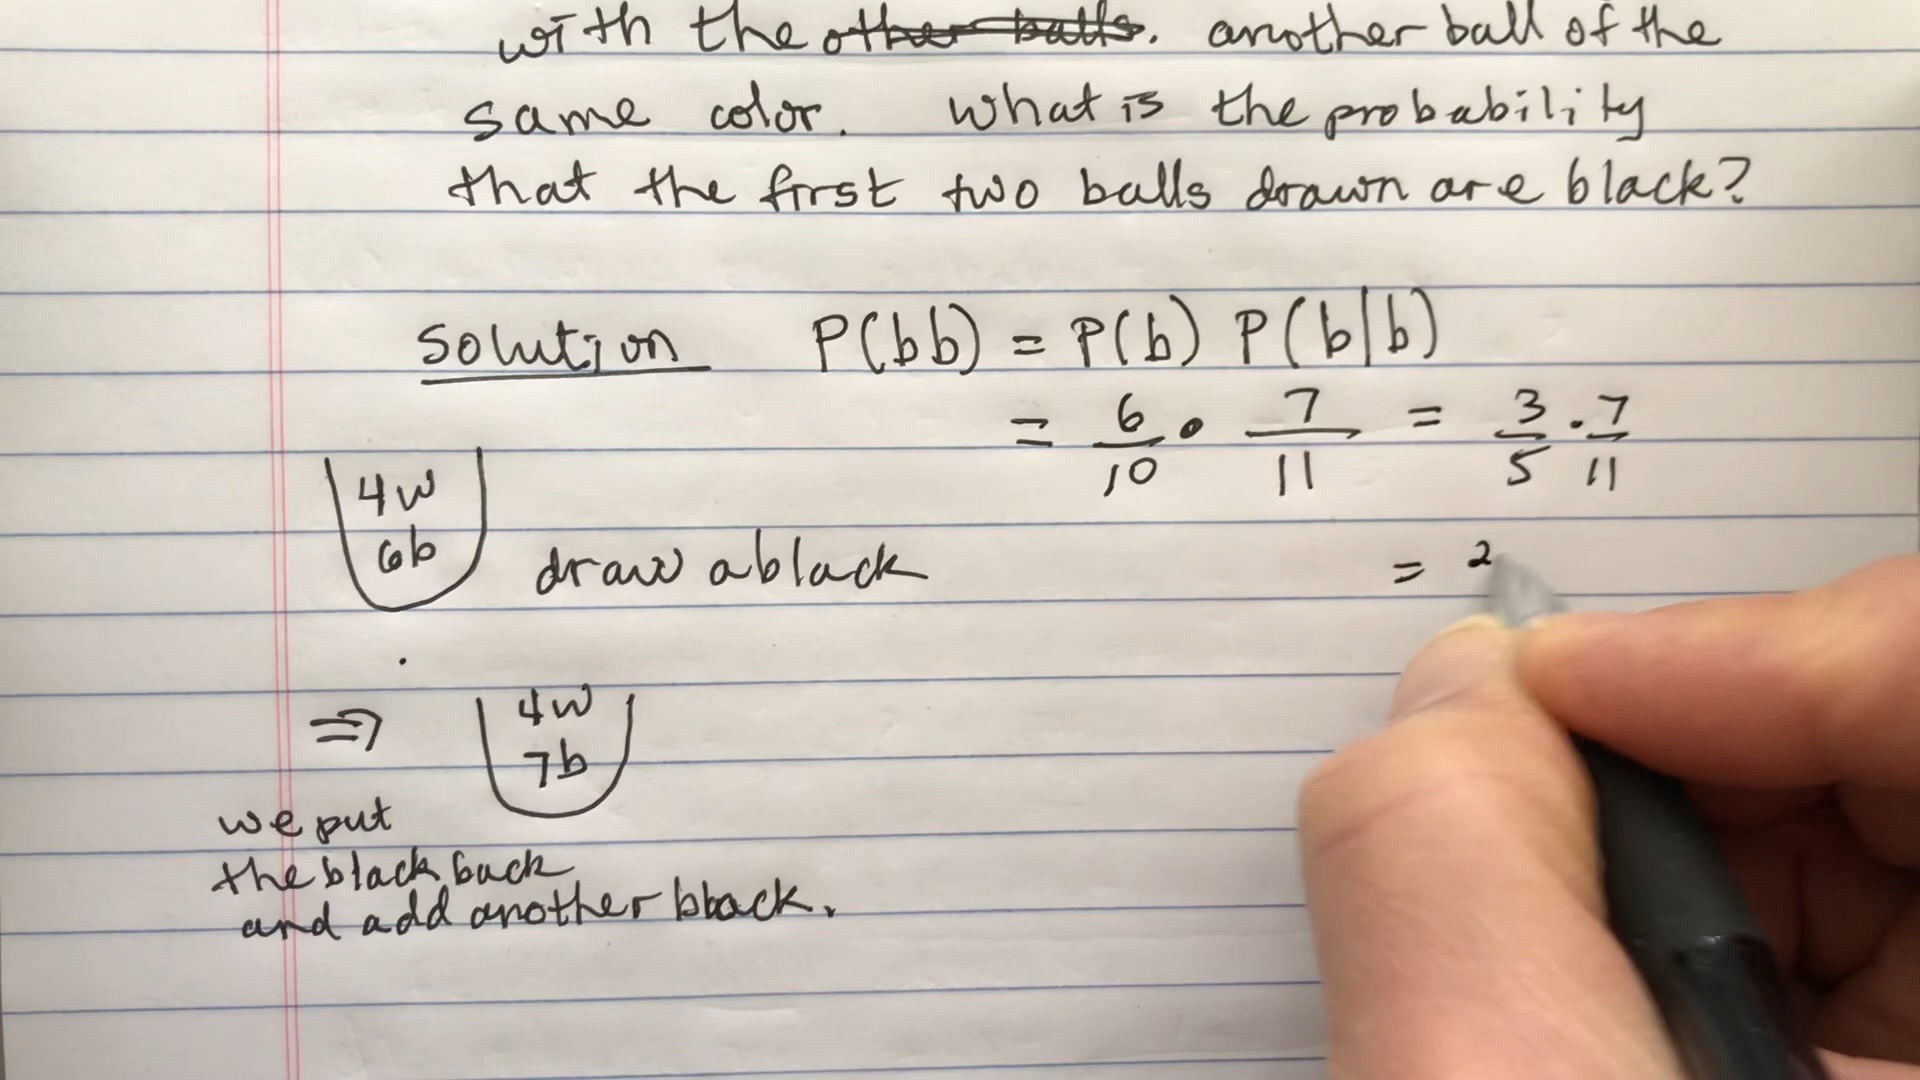 with the other balls. another ball of the
same color. What is the probability
that the first two balls drawn are black?
Solution P(bb) = P(b) P(b|b)
= 6/10 • 7/11 = 3/5 · 7/11
4w
6b draw a black
= 2
⇒ 4w
7b
we put
the black back
and add another black.